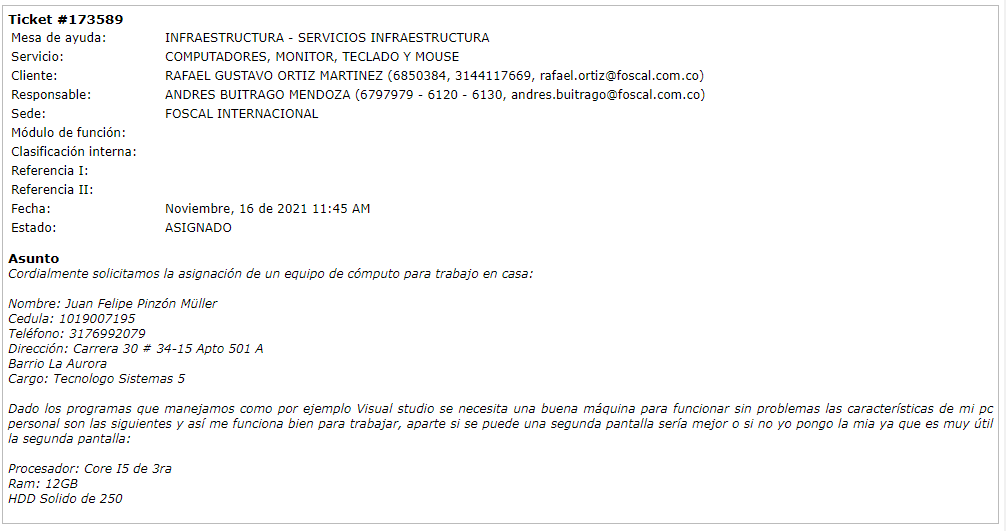 Ticket #173589
Mesa de ayuda: INFRAESTRUCTURA - SERVICIOS INFRAESTRUCTURA
Servicio: COMPUTADORES, MONITOR, TECLADO Y MOUSE
Cliente: RAFAEL GUSTAVO ORTIZ MARTINEZ (6850384, 3144117669, rafael.ortiz@foscal.com.co)
Responsable: ANDRES BUITRAGO MENDOZA (6797979 - 6120 - 6130, andres.buitrago@foscal.com.co)
Sede: FOSCAL INTERNACIONAL
Módulo de función:
Clasificación interna:
Referencia I:
Referencia II:
Fecha: Noviembre, 16 de 2021 11:45 AM
Estado: ASIGNADO
Asunto
Cordialmente solicitamos la asignación de un equipo de cómputo para trabajo en casa:
Nombre: Juan Felipe Pinzón Müller
Cedula: 1019007195
Teléfono: 3176992079
Dirección: Carrera 30 # 34-15 Apto 501 A
Barrio La Aurora
Cargo: Tecnologo Sistemas 5
Dado los programas que manejamos como por ejemplo Visual studio se necesita una buena máquina para funcionar sin problemas las características de mi pc
personal son las siguientes y así me funciona bien para trabajar, aparte si se puede una segunda pantalla sería mejor o si no yo pongo la mia ya que es muy útil
la segunda pantalla:
Procesador: Core I5 de 3ra
Ram: 12GB
HDD Solido de 250